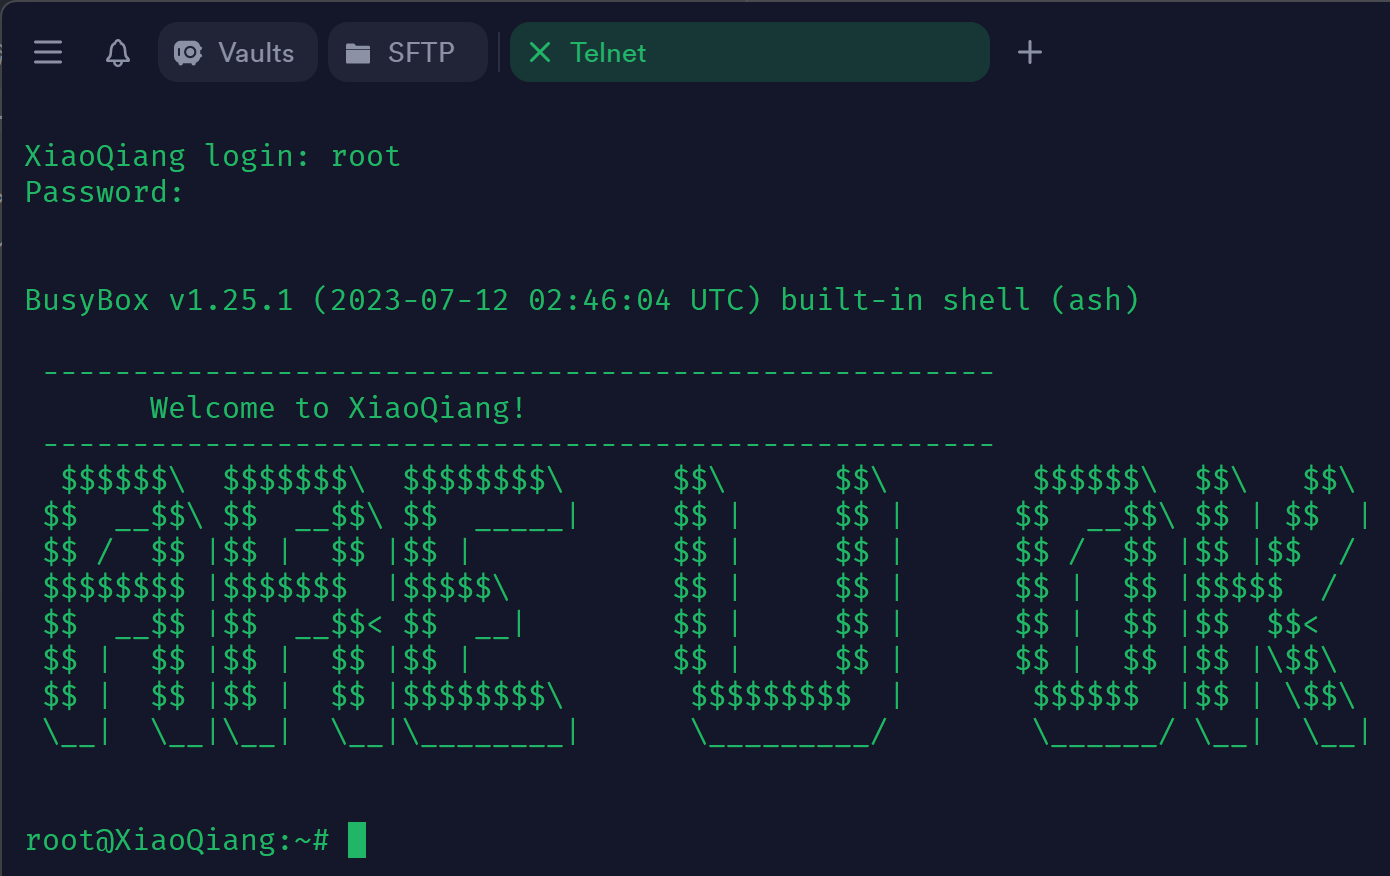 Vaults SFTP Telnet
XiaoQiang login: root
Password:
BusyBox v1.25.1 (2023-07-12 02:46:04 UTC) built-in shell (ash)
-----------------------------------------------------
Welcome to XiaoQiang!
-----------------------------------------------------
  $$$$$$\  $$$$$$$\  $$$$$$$$\      $$\      $$\        $$$$$$\  $$\   $$\
 $$  __$$\ $$  __$$\ $$  _____|     $$ |     $$ |      $$  __$$\ $$ | $$  |
 $$ /  $$ |$$ |  $$ |$$ |           $$ |     $$ |      $$ /  $$ |$$ |$$  /
 $$$$$$$$ |$$$$$$$  |$$$$$\         $$ |     $$ |      $$ |  $$ |$$$$$  /
 $$  __$$ |$$  __$$< $$  __|        $$ |     $$ |      $$ |  $$ |$$  $$<
 $$ |  $$ |$$ |  $$ |$$ |           $$ |     $$ |      $$ |  $$ |$$ |\$$\
 $$ |  $$ |$$ |  $$ |$$$$$$$$\       $$$$$$$$$  |       $$$$$$  |$$ | \$$\
 \__|  \__|\__|  \__|\________|      \_________/        \______/ \__|  \__|
root@XiaoQiang:~#